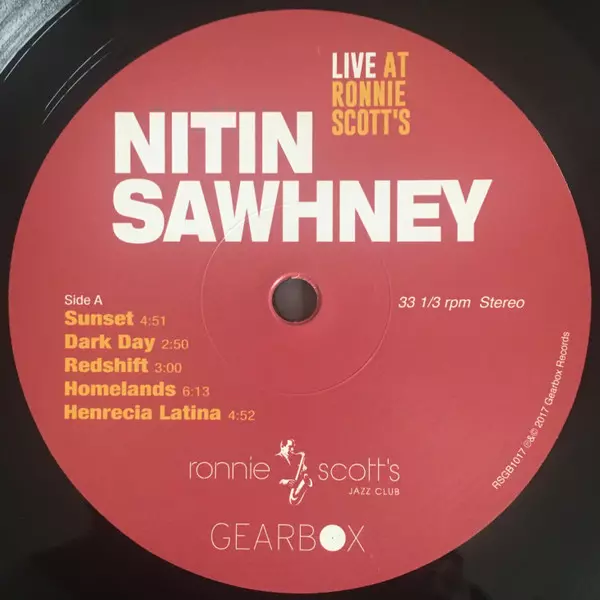 LIVE AT
RONNIE
SCOTT'S
NITIN
SAWHNEY
Side A
Sunset 4:51
Dark Day 2:50
Redshift 3:00
Homelands 6:13
Henrecia Latina 4:52
33 1/3 rpm Stereo
ronnie scott's
JAZZ CLUB
GEARBOX
RSGB1017 ℗&© 2017 Gearbox Records